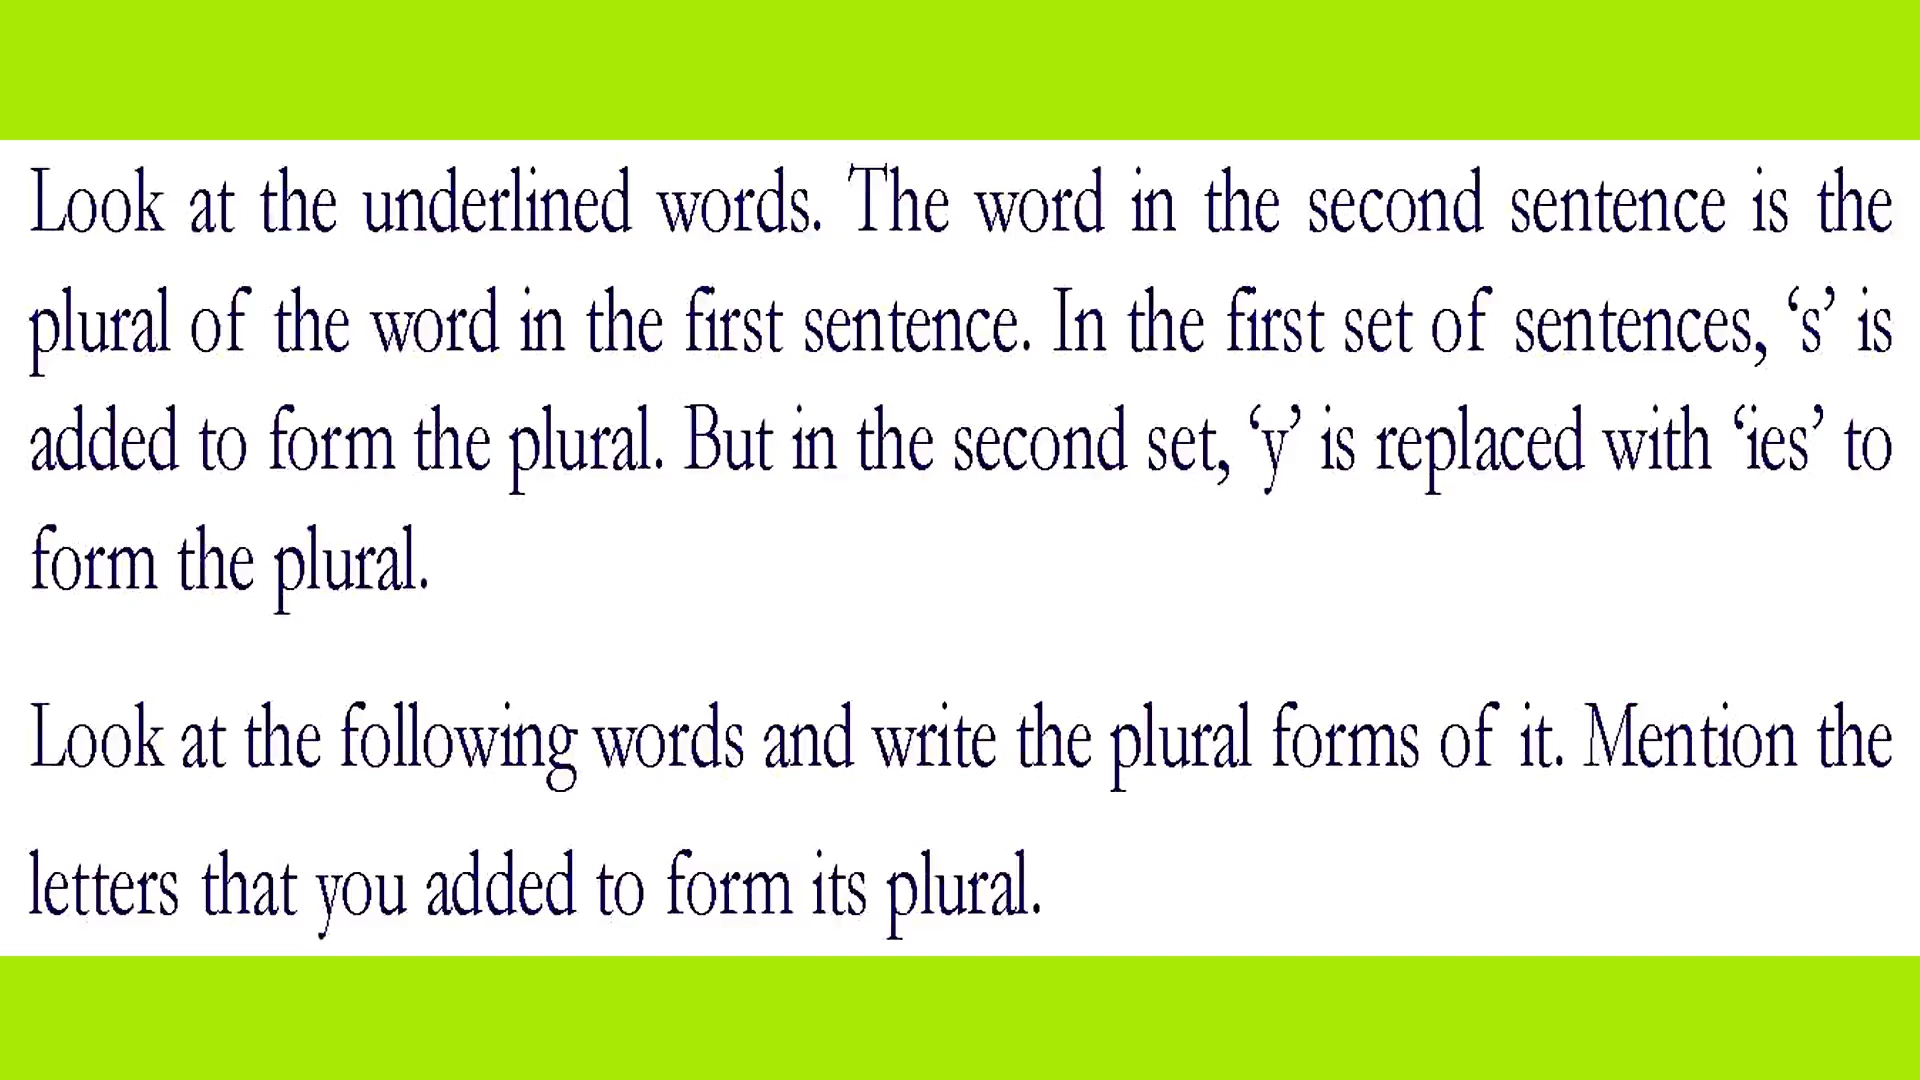 Look at the underlined words. The word in the second sentence is the
plural of the word in the first sentence. In the first set of sentences, ‘s’ is
added to form the plural. But in the second set, ‘y’ is replaced with ‘ies’ to
form the plural.
Look at the following words and write the plural forms of it. Mention the
letters that you added to form its plural.